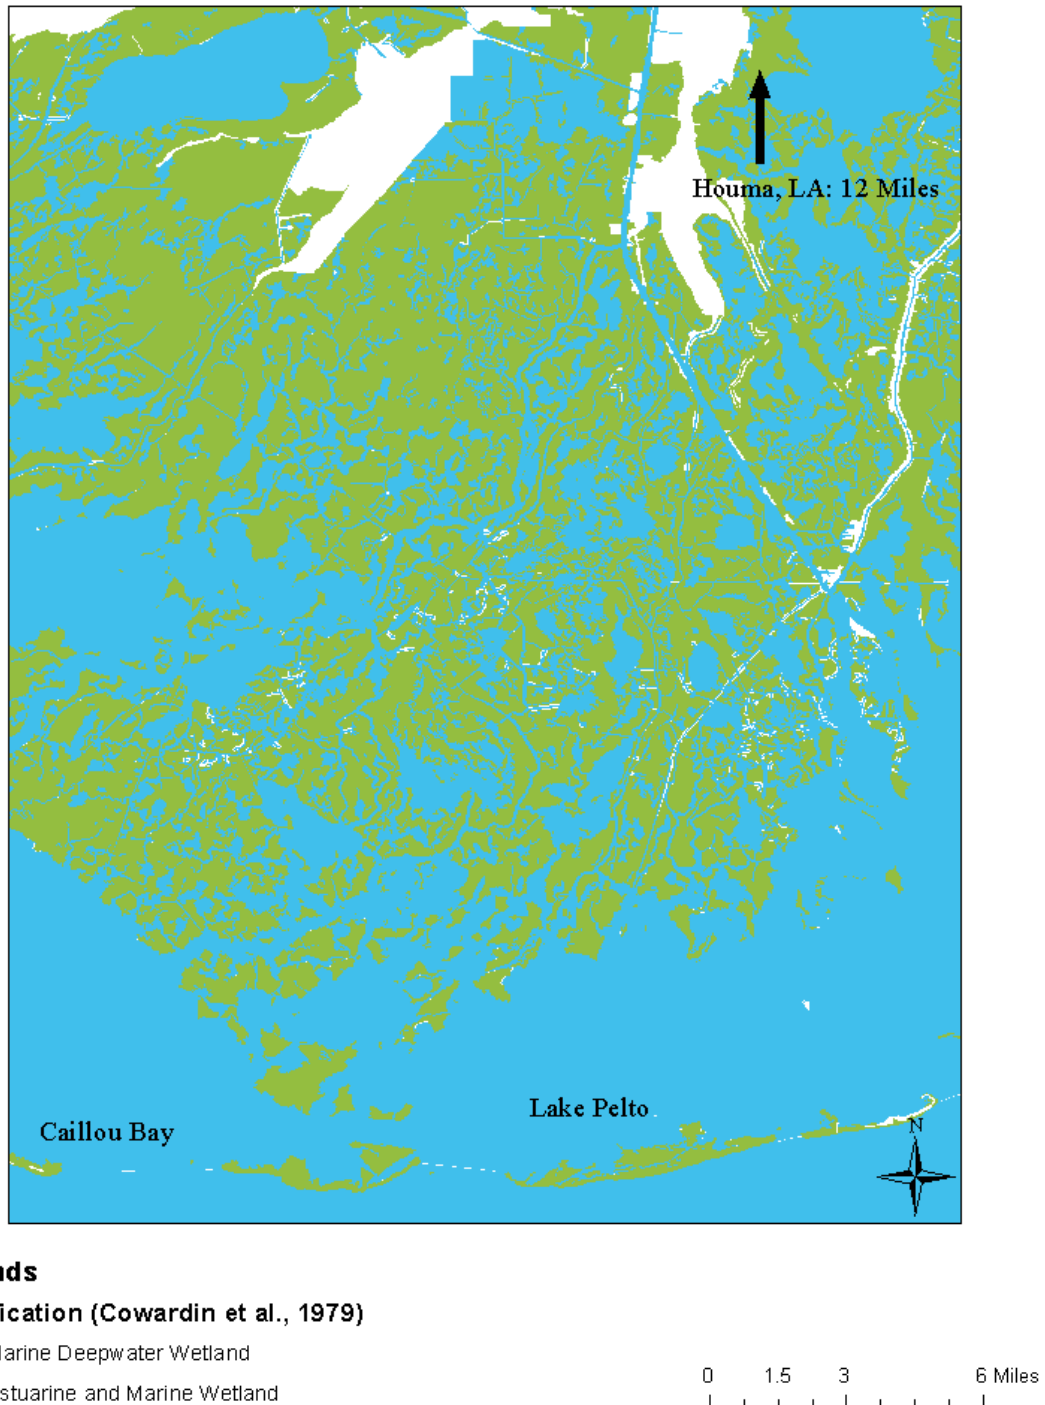 Houma, LA: 12 Miles
Lake Pelto
Caillou Bay
N
nds
ication (Cowardin et al., 1979)
larine Deepwater Wetland
stuarine and Marine Wetland
0 1.5 3 6 Miles